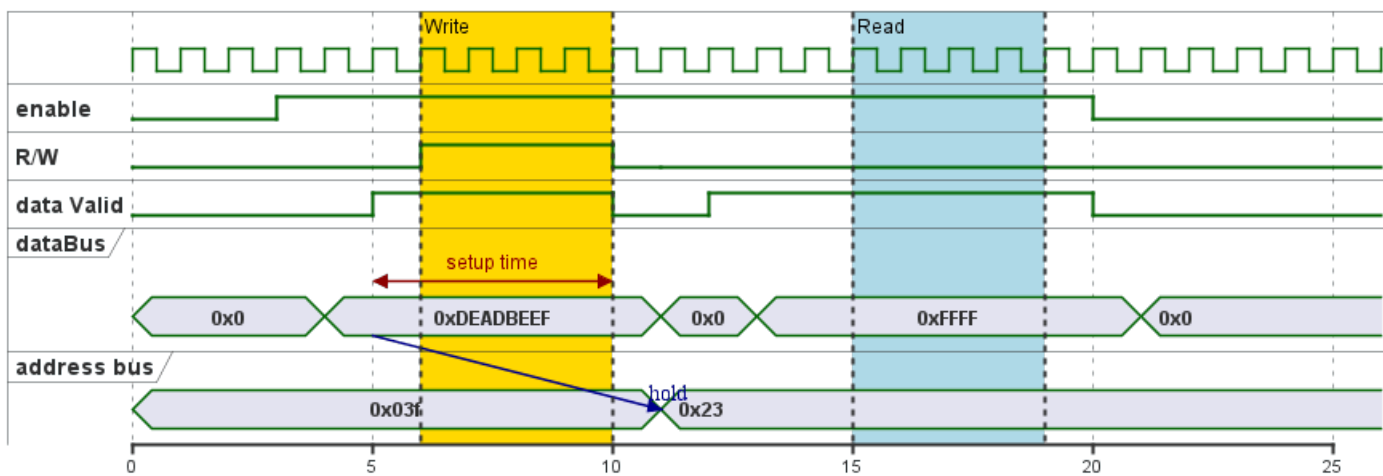 Write
Read
enable
R/W
data Valid
dataBus
setup time
0x0
0xDEADBEEF
0x0
0xFFFF
0x0
address bus
hold
0x03f
0x23
0
5
10
15
20
25